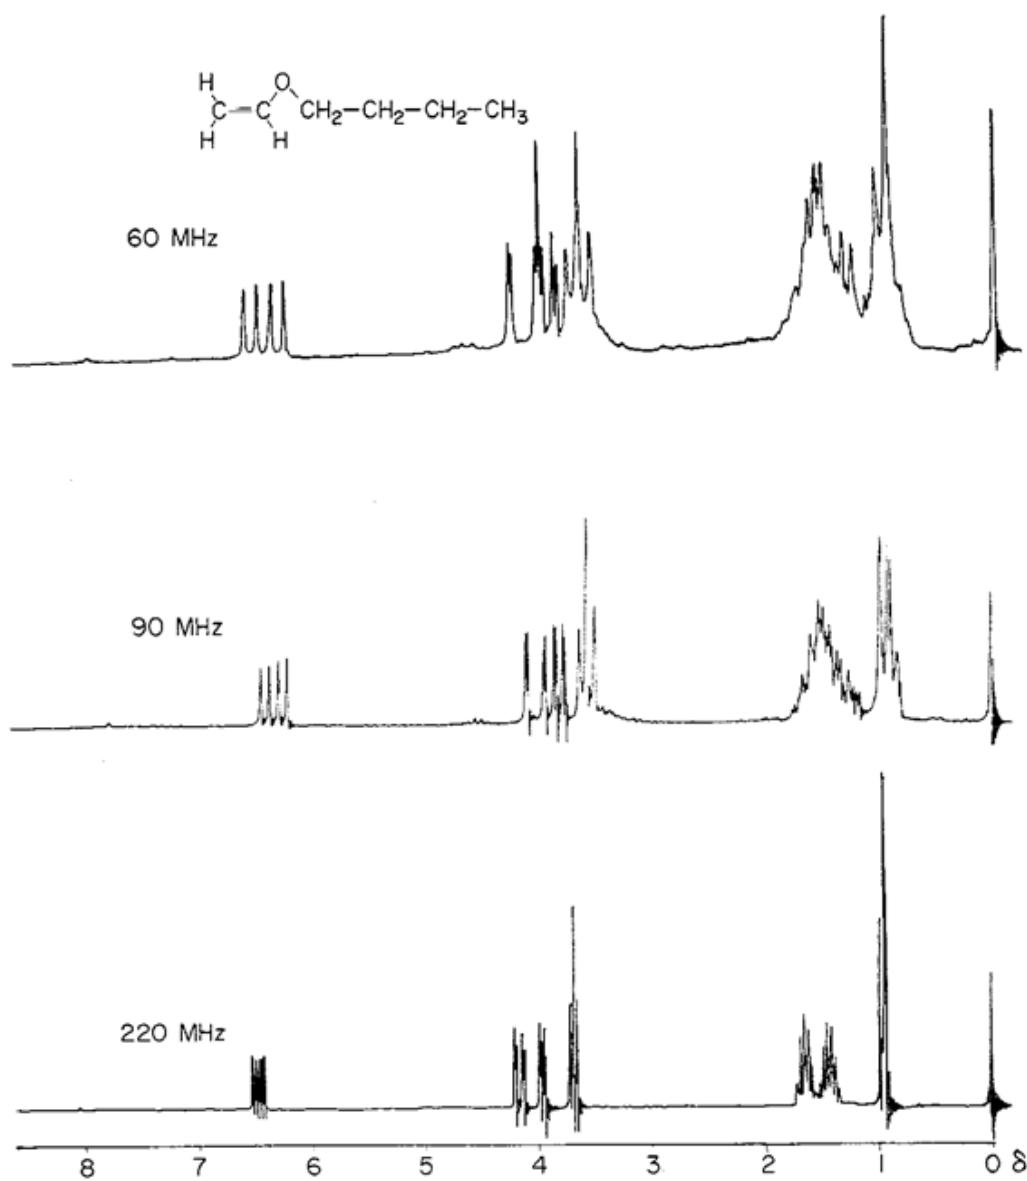 H
O
C=C
CH2-CH2-CH2-CH3
H
H
60 MHz
90 MHz
220 MHz
8 7 6 5 4 3 2 1 0 δ